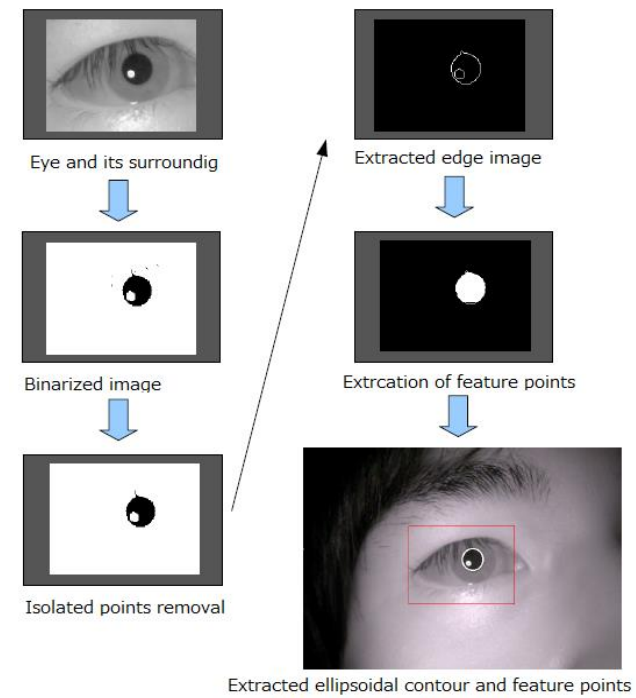 Eye and its surroundig
Binarized image
Isolated points removal
Extracted edge image
Extrcation of feature points
Extracted ellipsoidal contour and feature points